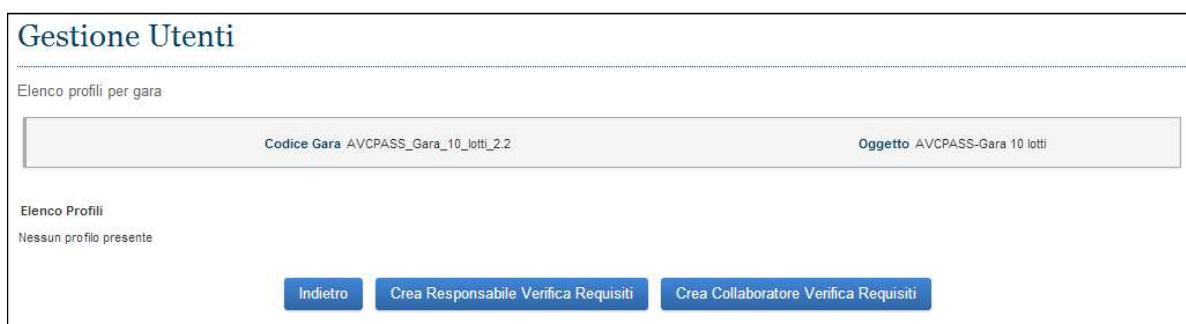 Gestione Utenti
Elenco profili per gara
Codice Gara AVCPASS_Gara_10_lotti_2.2 Oggetto AVCPASS-Gara 10 lotti
Elenco Profili
Nessun profilo presente
Indietro Crea Responsabile Verifica Requisiti Crea Collaboratore Verifica Requisiti